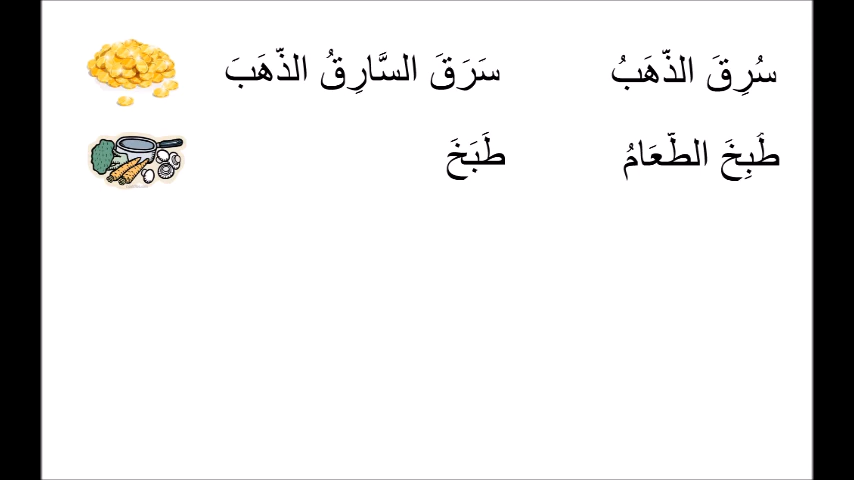 سُرِقَ الذّهَبُ سَرَقَ السَّارِقُ الذّهَبَ
طَبِخَ الطّعَامُ طَبَخَ